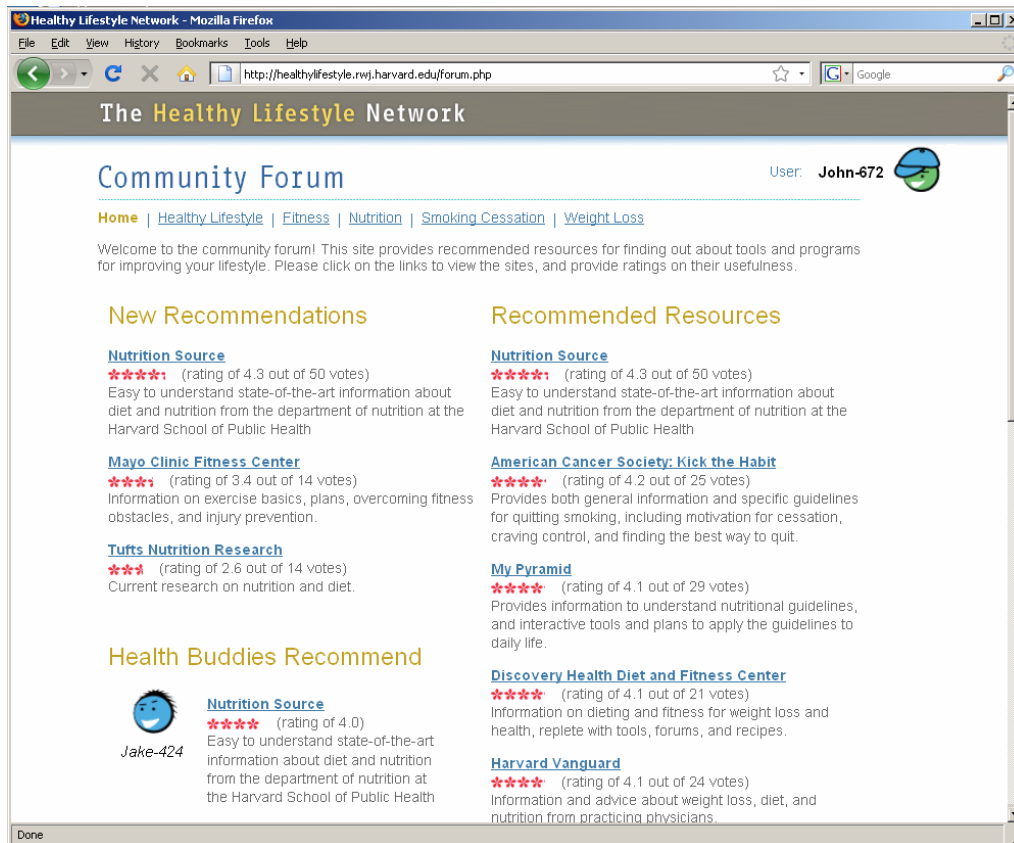 Healthy Lifestyle Network - Mozilla Firefox
File Edit View History Bookmarks Tools Help
http://healthylifestyle.rwj.harvard.edu/forum.php
G Google
The Healthy Lifestyle Network
Community Forum
User: John-672
Home | Healthy Lifestyle | Fitness | Nutrition | Smoking Cessation | Weight Loss
Welcome to the community forum! This site provides recommended resources for finding out about tools and programs
for improving your lifestyle. Please click on the links to view the sites, and provide ratings on their usefulness.
New Recommendations
Nutrition Source
(rating of 4.3 out of 50 votes)
Easy to understand state-of-the-art information about
diet and nutrition from the department of nutrition at the
Harvard School of Public Health
Mayo Clinic Fitness Center
(rating of 3.4 out of 14 votes)
Information on exercise basics, plans, overcoming fitness
obstacles, and injury prevention.
Tufts Nutrition Research
(rating of 2.6 out of 14 votes)
Current research on nutrition and diet.
Health Buddies Recommend
Jake-424
Nutrition Source
(rating of 4.0)
Easy to understand state-of-the-art
information about diet and nutrition
from the department of nutrition at
the Harvard School of Public Health
Recommended Resources
Nutrition Source
(rating of 4.3 out of 50 votes)
Easy to understand state-of-the-art information about
diet and nutrition from the department of nutrition at the
Harvard School of Public Health
American Cancer Society: Kick the Habit
(rating of 4.2 out of 25 votes)
Provides both general information and specific guidelines
for quitting smoking, including motivation for cessation,
craving control, and finding the best way to quit.
My Pyramid
(rating of 4.1 out of 29 votes)
Provides information to understand nutritional guidelines,
and interactive tools and plans to apply the guidelines to
daily life.
Discovery Health Diet and Fitness Center
(rating of 4.1 out of 21 votes)
Information on dieting and fitness for weight loss and
health, replete with tools, forums, and recipes.
Harvard Vanguard
(rating of 4.1 out of 24 votes)
Information and advice about weight loss, diet, and
nutrition from practicing physicians.
Done